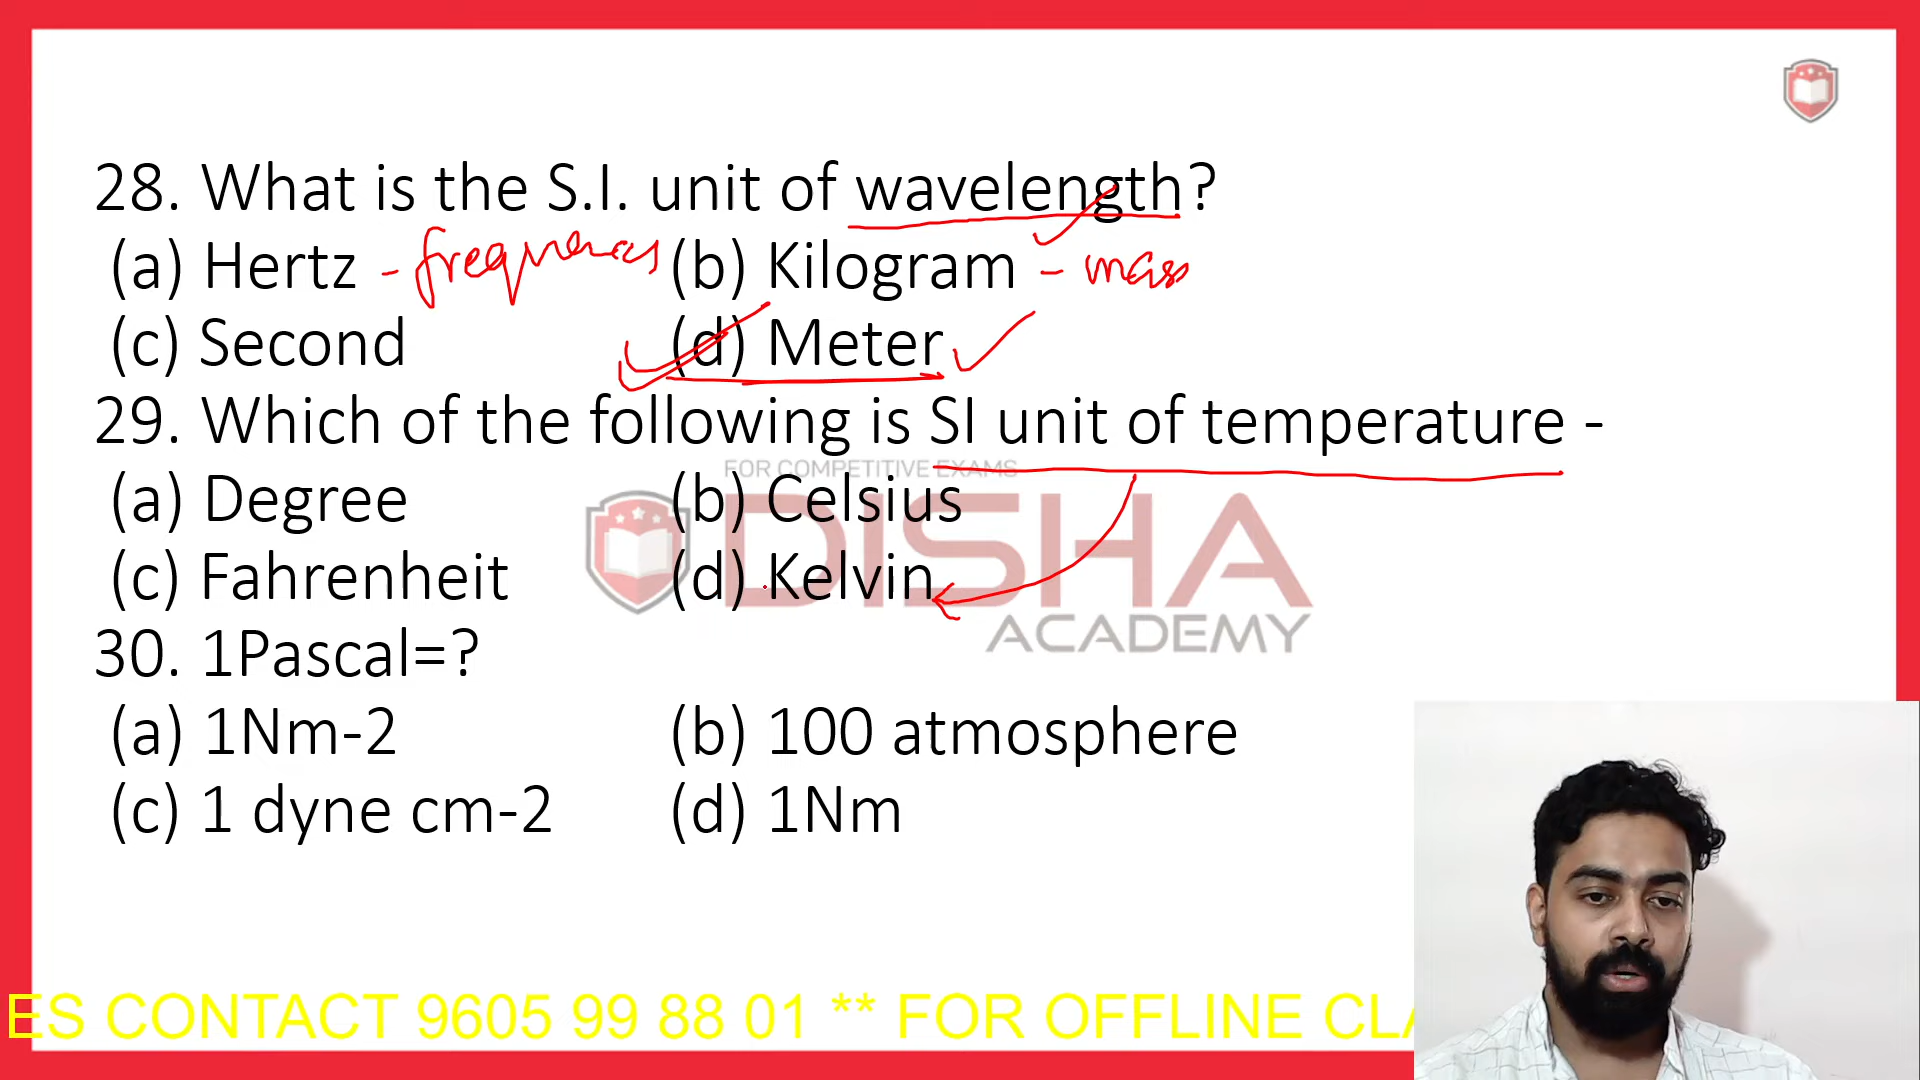 28. What is the S.I. unit of wavelength?
(a) Hertz - frequency (b) Kilogram - mass
(c) Second (d) Meter
29. Which of the following is SI unit of temperature -
FOR COMPETITIVE EXAMS
(a) Degree (b) Celsius
DISHA
(c) Fahrenheit (d) Kelvin
ACADEMY
30. 1Pascal=?
(a) 1Nm-2 (b) 100 atmosphere
(c) 1 dyne cm-2 (d) 1Nm
ES CONTACT 9605 99 88 01 ** FOR OFFLINE CLA